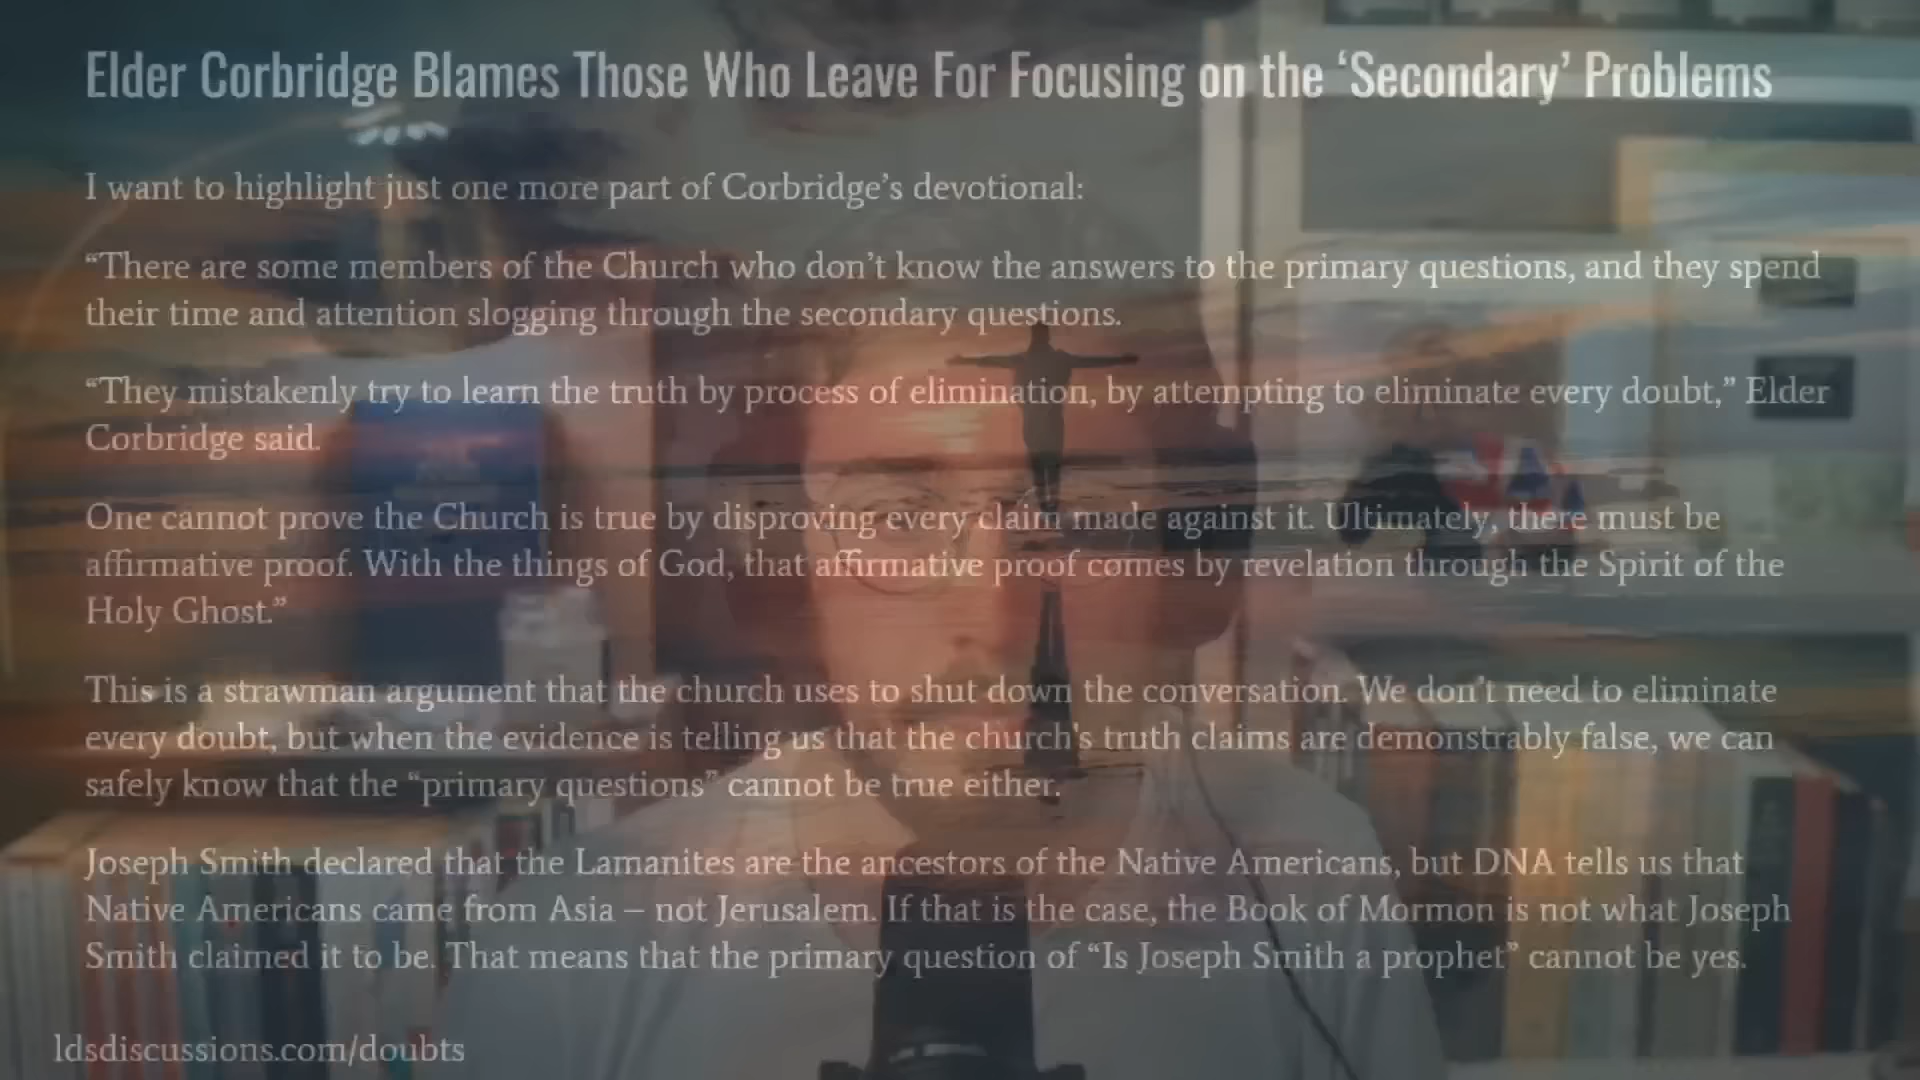 Elder Corbridge Blames Those Who Leave For Focusing on the ‘Secondary’ Problems
I want to highlight just one more part of Corbridge’s devotional:
“There are some members of the Church who don’t know the answers to the primary questions, and they spend
their time and attention slogging through the secondary questions.
“They mistakenly try to learn the truth by process of elimination, by attempting to eliminate every doubt,” Elder
Corbridge said.
One cannot prove the Church is true by disproving every claim made against it. Ultimately, there must be
affirmative proof. With the things of God, that affirmative proof comes by revelation through the Spirit of the
Holy Ghost.”
This is a strawman argument that the church uses to shut down the conversation. We don’t need to eliminate
every doubt, but when the evidence is telling us that the church's truth claims are demonstrably false, we can
safely know that the “primary questions” cannot be true either.
Joseph Smith declared that the Lamanites are the ancestors of the Native Americans, but DNA tells us that
Native Americans came from Asia – not Jerusalem. If that is the case, the Book of Mormon is not what Joseph
Smith claimed it to be. That means that the primary question of “Is Joseph Smith a prophet” cannot be yes.
ldsdiscussions.com/doubts